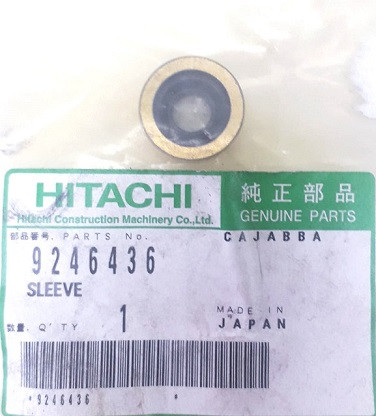 HITACHI
Hitachi Construction Machinery Co.,Ltd.
純正部品
GENUINE PARTS
部品番号. PARTS No.
CAJABBA
9246436
SLEEVE
数量. Q'TY 1
MADE IN
JAPAN
*9246436 *